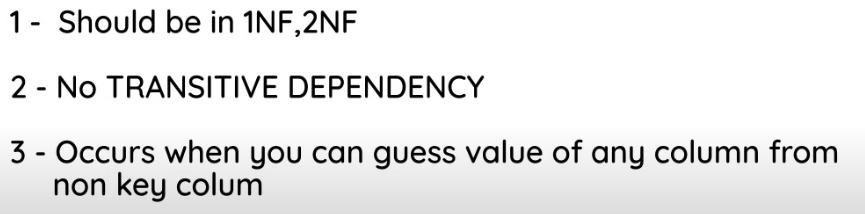 1 - Should be in 1NF,2NF
2 - No TRANSITIVE DEPENDENCY
3 - Occurs when you can guess value of any column from
non key colum